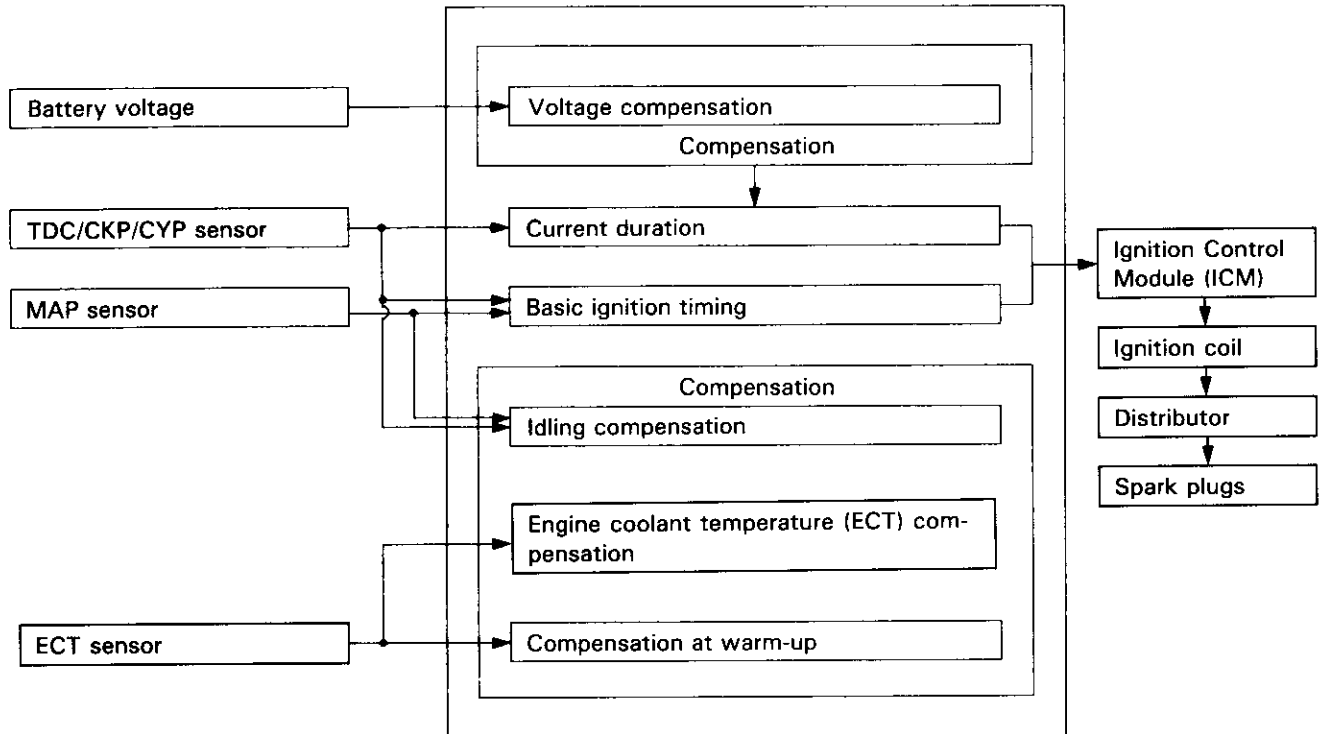 Battery voltage
Voltage compensation
Compensation
TDC/CKP/CYP sensor
Current duration
Ignition Control
Module (ICM)
MAP sensor
Basic ignition timing
Ignition coil
Compensation
Idling compensation
Distributor
Spark plugs
Engine coolant temperature (ECT) com-
pensation
ECT sensor
Compensation at warm-up